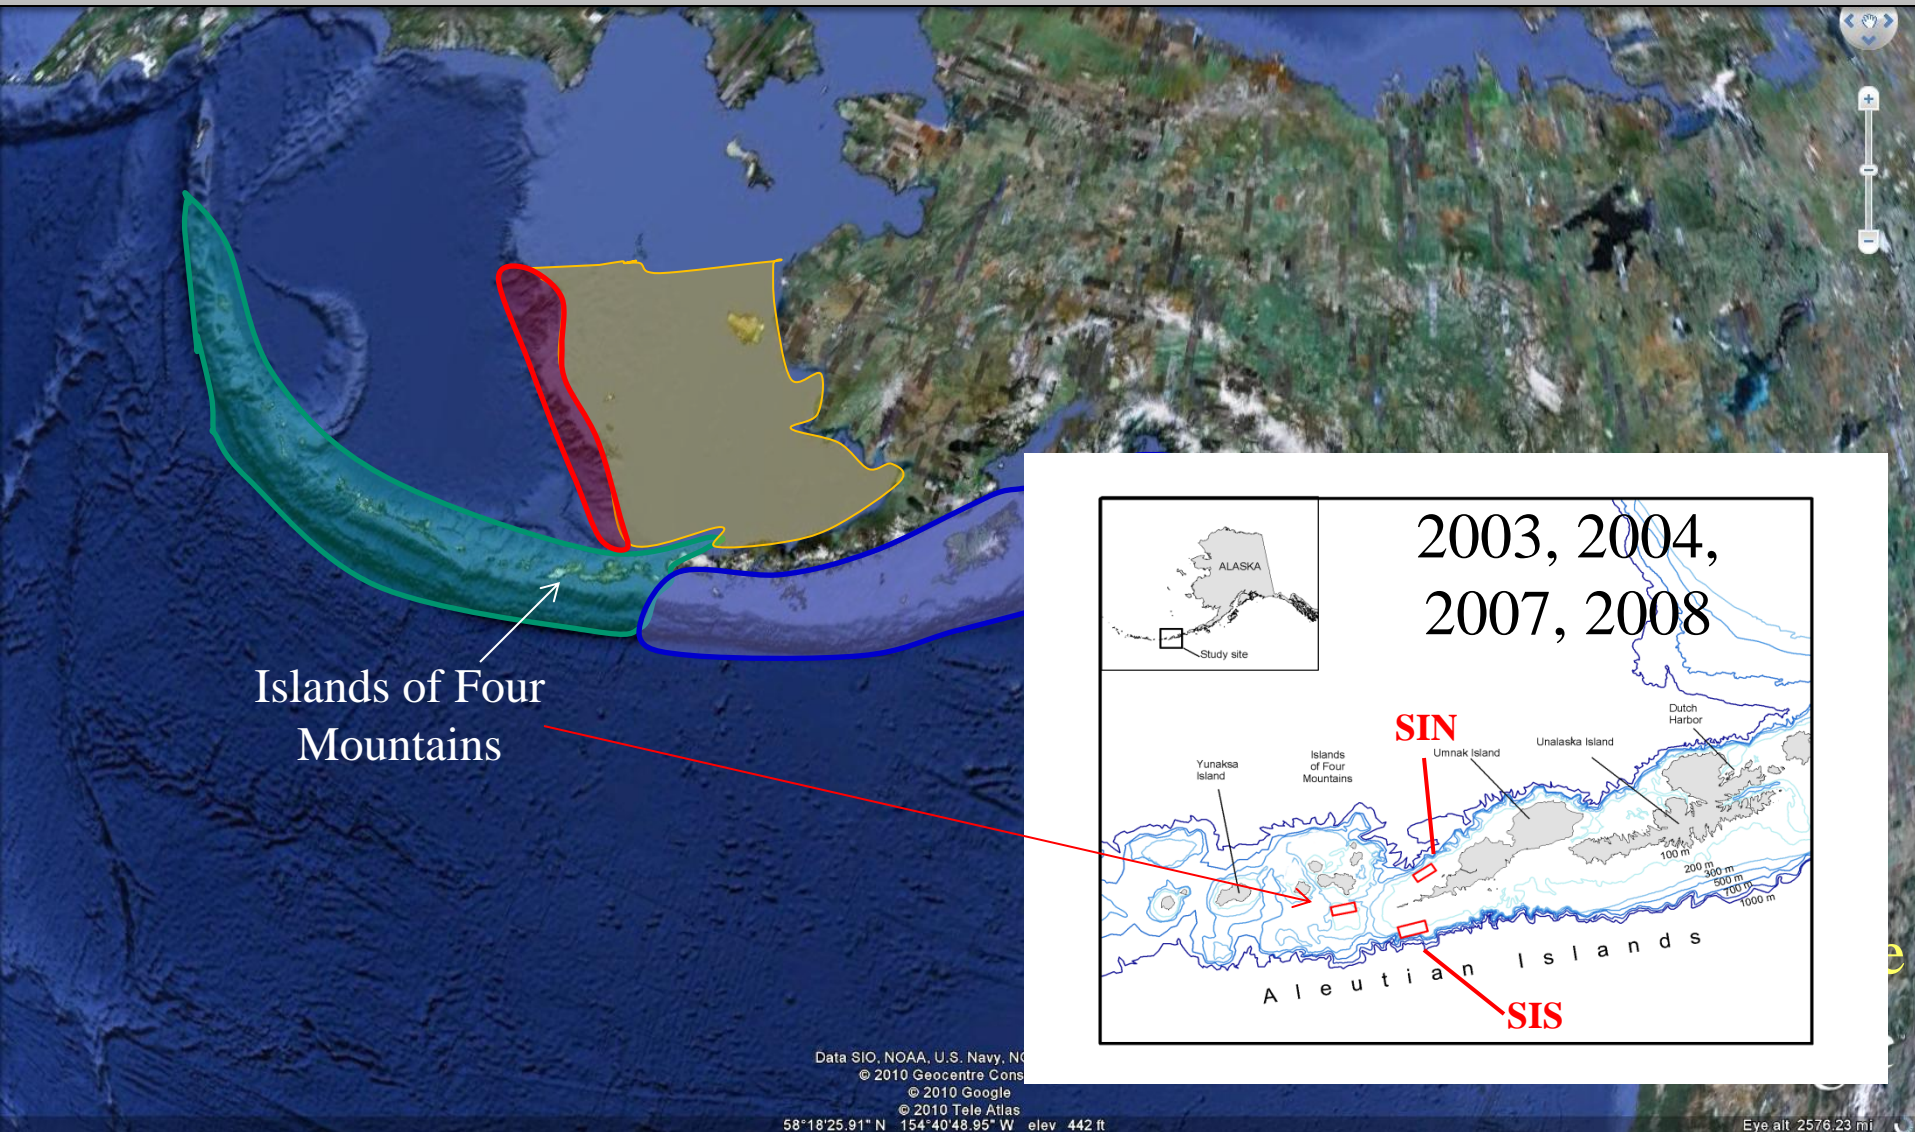 Islands of Four
Mountains
2003, 2004,
2007, 2008
ALASKA
Study site
SIN
Dutch
Harbor
Unalaska Island
Umnak Island
Islands
of Four
Mountains
Yunaksa
Island
100 m
200 m
300 m
500 m
700 m
1000 m
Aleutian Islands
SIS
e
Data SIO, NOAA, U.S. Navy,
© 2010 Geocentre Cons
© 2010 Google
© 2010 Tele Atlas
58°18'25.91" N 154°40'48.95" W elev 442 ft
Eye alt 2576.23 mi